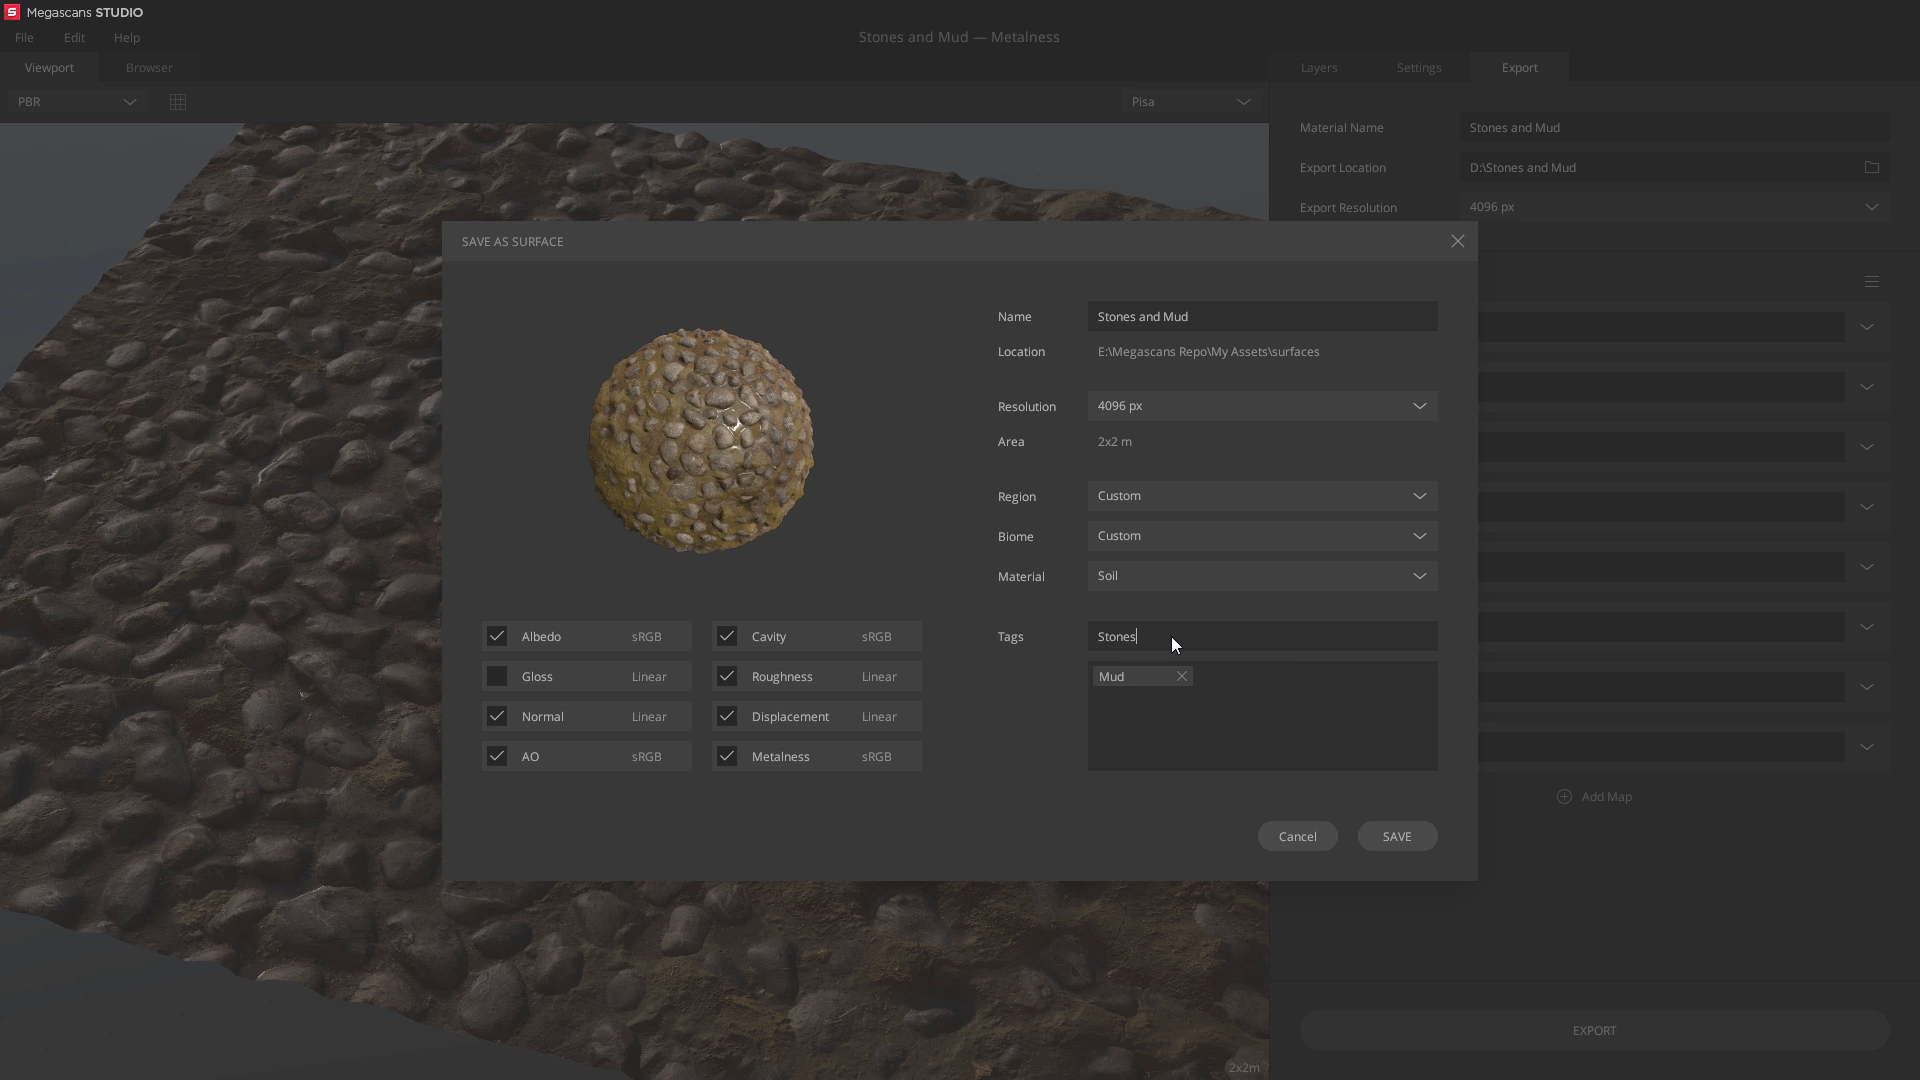 Megascans STUDIO
File Edit Help
Stones and Mud — Metalness
Viewport Browser
Layers Settings Export
PBR
Pisa
Material Name Stones and Mud
Export Location D:\Stones and Mud
Export Resolution 4096 px
SAVE AS SURFACE
Name Stones and Mud
Location E:\Megascans Repo\My Assets\surfaces
Resolution 4096 px
Area 2x2 m
Region Custom
Biome Custom
Material Soil
Tags Stones
Mud
Albedo sRGB Cavity sRGB
Gloss Linear Roughness Linear
Normal Linear Displacement Linear
AO sRGB Metalness sRGB
Cancel SAVE
Add Map
EXPORT
2x2m